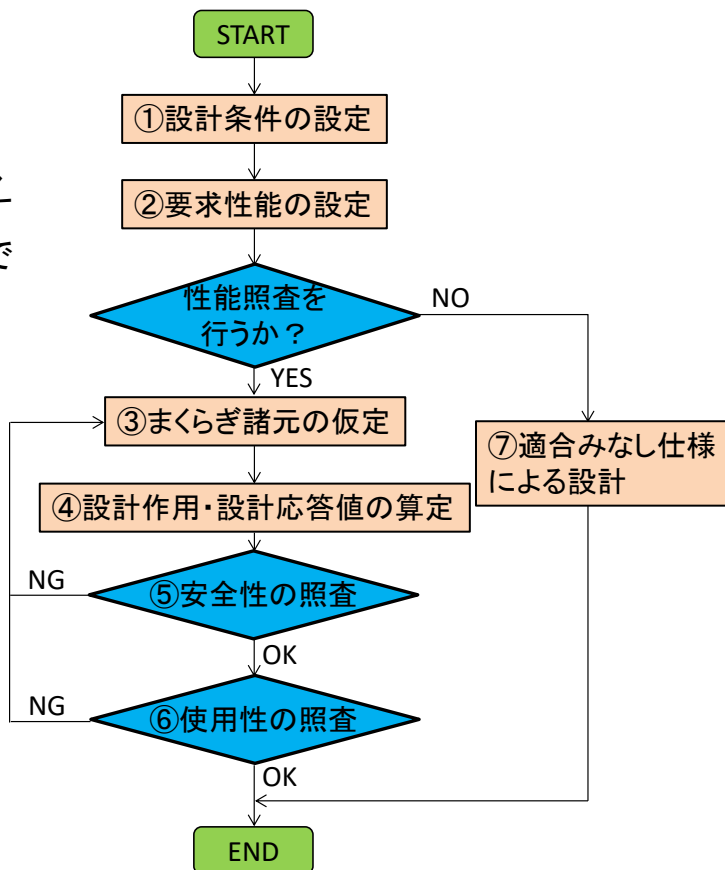 START
①設計条件の設定
②要求性能の設定
で
性能照査を
行うか？
NO
YES
③まくらぎ諸元の仮定
⑦適合みなし仕様
による設計
④設計作用・設計応答値の算定
NG
⑤安全性の照査
OK
NG
⑥使用性の照査
OK
END